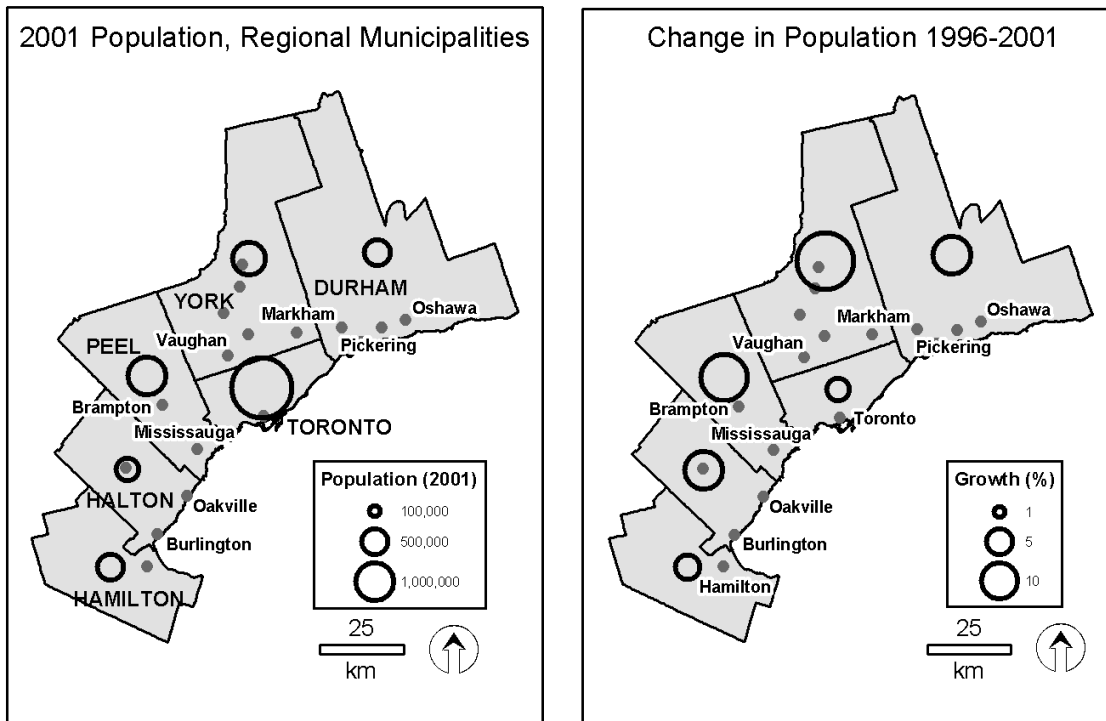 2001 Population, Regional Municipalities
YORK
DURHAM
Markham
Oshawa
Vaughan
Pickering
PEEL
Brampton
TORONTO
Mississauga
HALTON
Oakville
Burlington
HAMILTON
Population (2001)
100,000
500,000
1,000,000
25
km
Change in Population 1996-2001
Markham
Oshawa
Vaughan
Pickering
Brampton
Toronto
Mississauga
Oakville
Burlington
Hamilton
Growth (%)
1
5
10
25
km